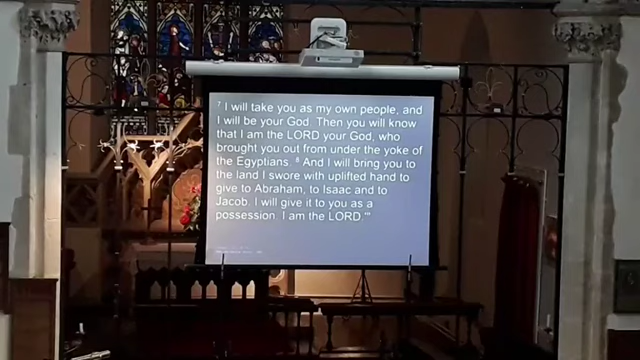 ⁷ I will take you as my own people, and
I will be your God. Then you will know
that I am the LORD your God, who
brought you out from under the yoke of
the Egyptians. ⁸ And I will bring you to
the land I swore with uplifted hand to
give to Abraham, to Isaac and to
Jacob. I will give it to you as a
possession. I am the LORD.'"